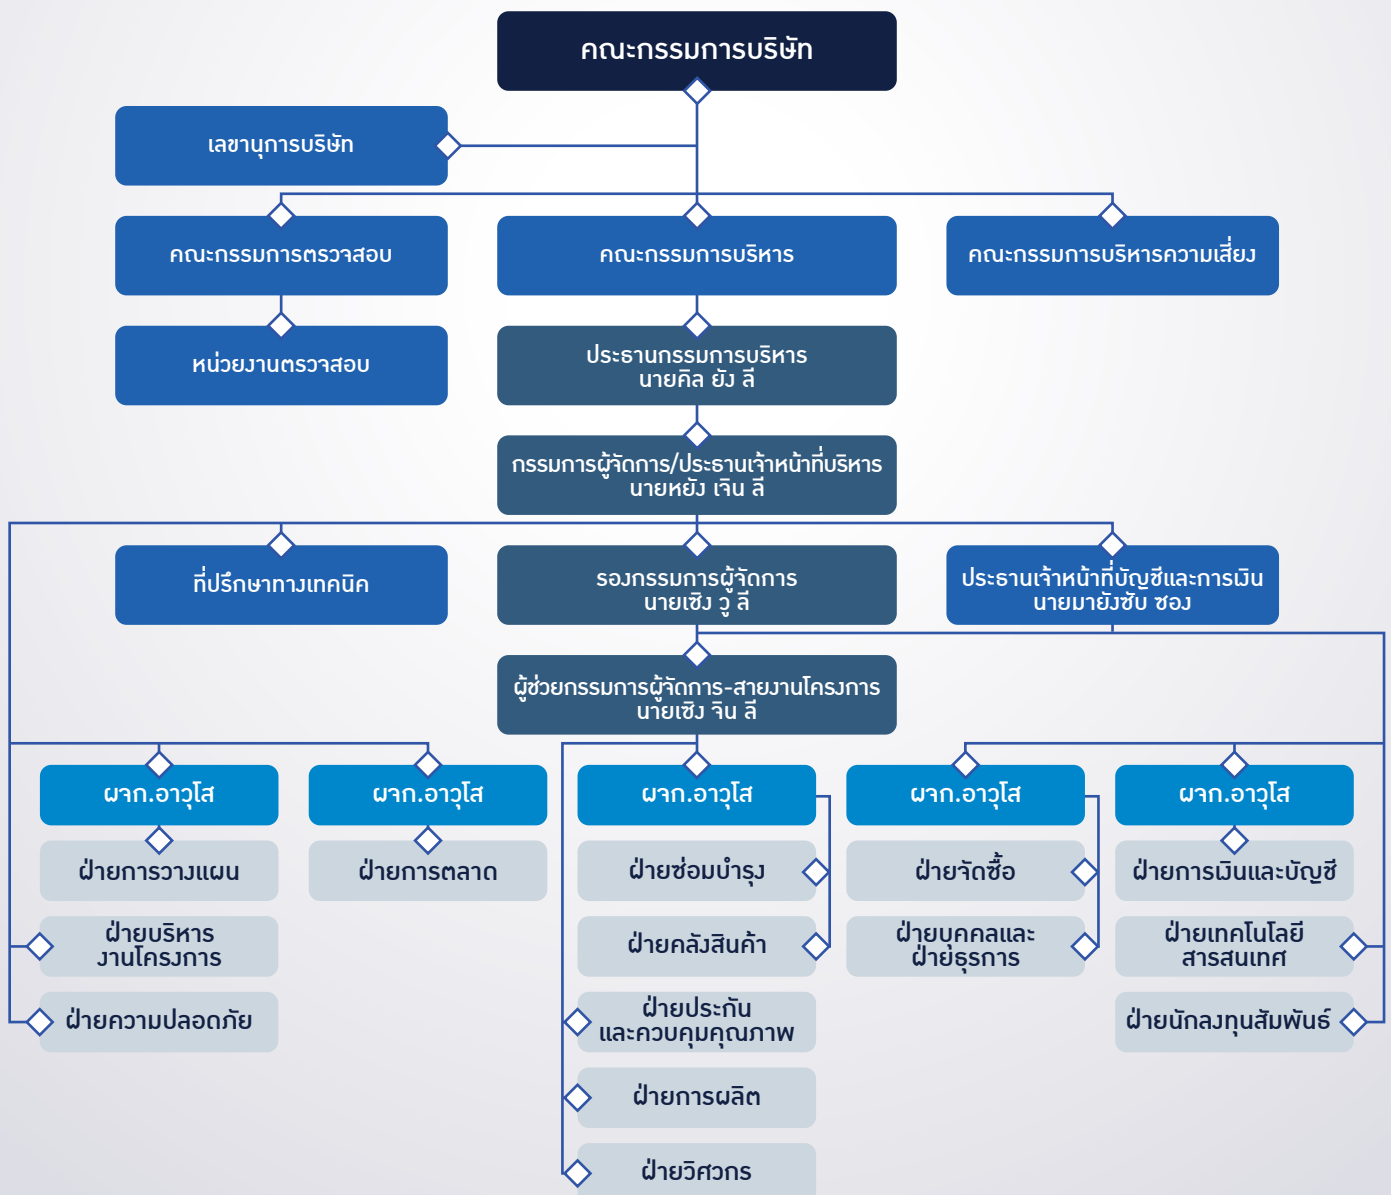 คณะกรรมการบริษัท
เลขานุการบริษัท
คณะกรรมการตรวจสอบ
คณะกรรมการบริหาร
คณะกรรมการบริหารความเสี่ยง
หน่วยงานตรวจสอบ
ประธานกรรมการบริหาร
นายคิล ยัง ลี
กรรมการผู้จัดการ/ประธานเจ้าหน้าที่บริหาร
นายหยัง เจิน ลี
ที่ปรึกษาทางเทคนิค
รองกรรมการผู้จัดการ
นายเซิง วู ลี
ประธานเจ้าหน้าที่บัญชีและการเงิน
นายมายังซับ ซอง
ผู้ช่วยกรรมการผู้จัดการ-สายงานโครงการ
นายเซิง จิน ลี
ผจก.อาวุโส
ผจก.อาวุโส
ผจก.อาวุโส
ผจก.อาวุโส
ผจก.อาวุโส
ฝ่ายการวางแผน
ฝ่ายการตลาด
ฝ่ายซ่อมบำรุง
ฝ่ายจัดซื้อ
ฝ่ายการเงินและบัญชี
ฝ่ายบริหาร
งานโครงการ
ฝ่ายคลังสินค้า
ฝ่ายบุคคลและ
ฝ่ายธุรการ
ฝ่ายเทคโนโลยี
สารสนเทศ
ฝ่ายความปลอดภัย
ฝ่ายประกัน
และควบคุมคุณภาพ
ฝ่ายนักลงทุนสัมพันธ์
ฝ่ายการผลิต
ฝ่ายวิศวกร